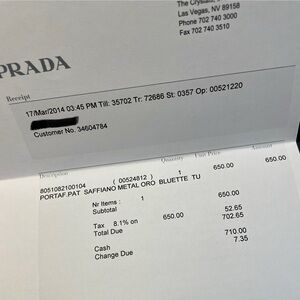 The Crystals,
Las Vegas, NV 89158
Phone 702 740 3000
Fax 702 740 3510
PRADA
Receipt
17/Mar/2014 03:45 PM Till: 35702 Tr: 72686 St: 0357 Op: 00521220
Customer No. 34604784
Description Quantity Unit Price Amount
8051082100104 ( 00524812 ) 1 650.00 650.00
PORTAF.PAT SAFFIANO METAL ORO BLUETTE TU
Nr Items : 1
Subtotal 650.00
Tax 8.1% on 650.00 52.65
Total Due 702.65
Cash 710.00
Change Due 7.35